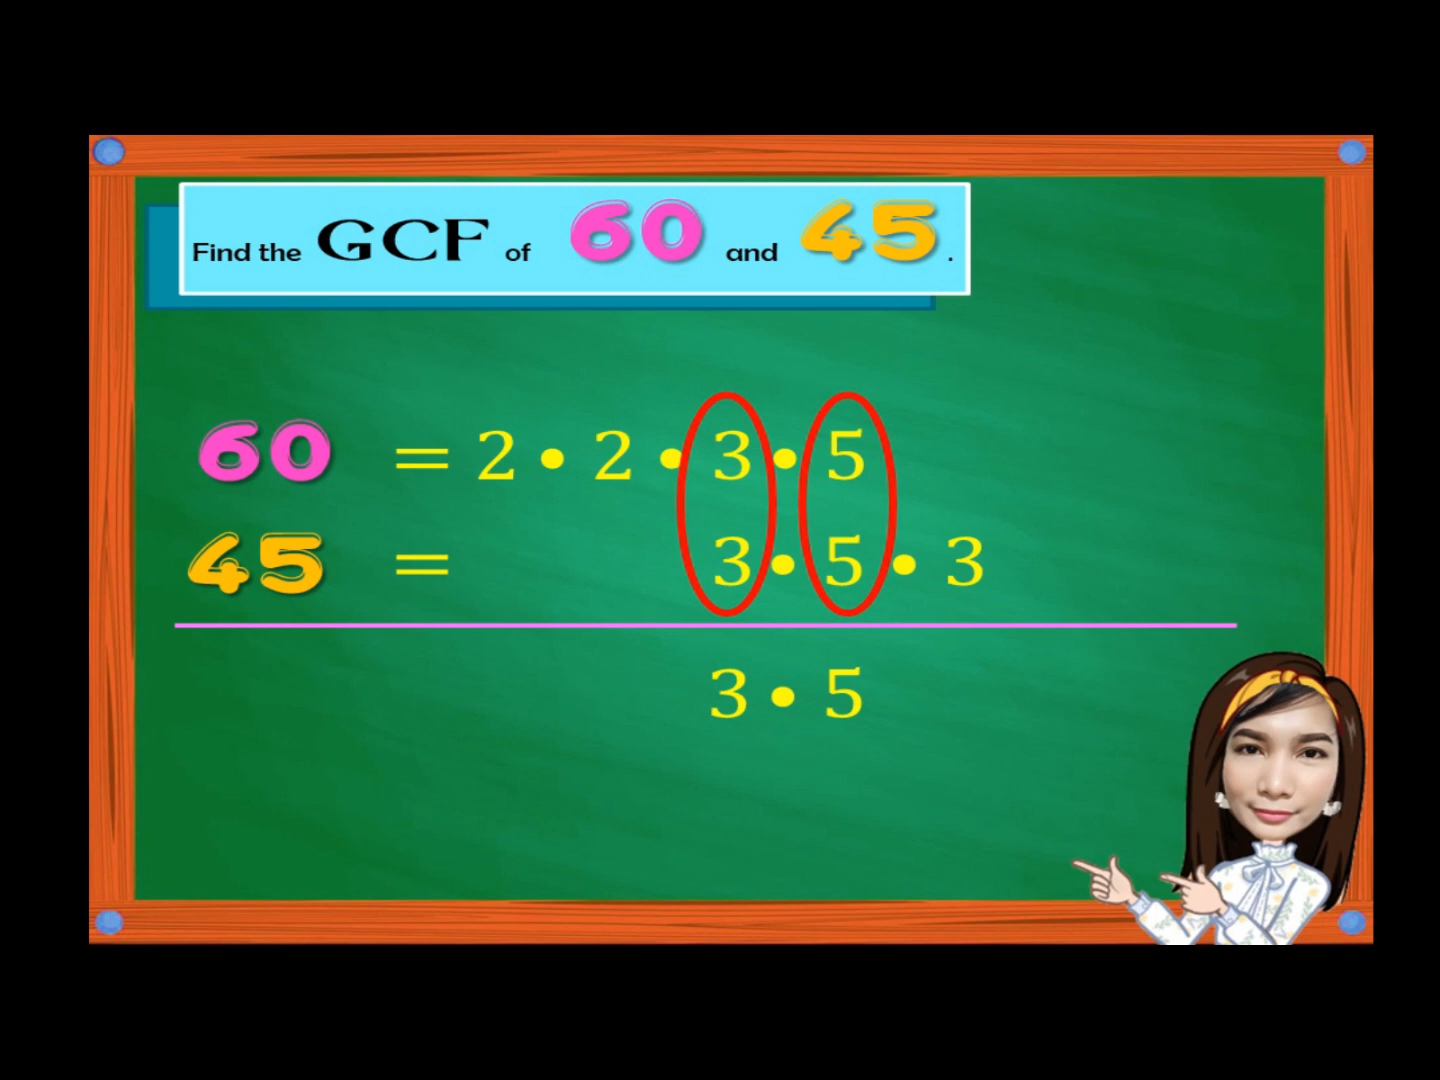 Find the GCF of 60 and 45.
60 = 2 • 2 • 3 • 5
45 = 3 • 5 • 3
3 • 5